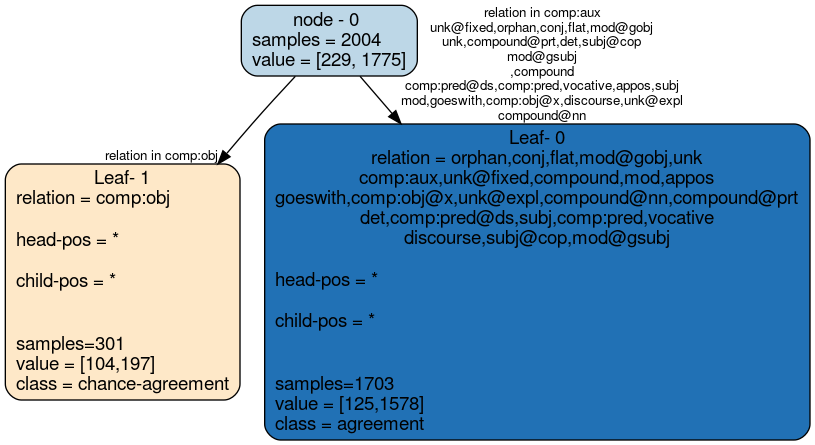 node - 0
samples = 2004
value = [229, 1775]
relation in comp:aux
unk@fixed,orphan,conj,flat,mod@gobj
unk,compound@prt,det,subj@cop
mod@gsubj
,compound
comp:pred@ds,comp:pred,vocative,appos,subj
mod,goeswith,comp:obj@x,discourse,unk@expl
compound@nn
relation in comp:obj
Leaf- 1
relation = comp:obj
head-pos = *
child-pos = *
samples=301
value = [104,197]
class = chance-agreement
Leaf- 0
relation = orphan,conj,flat,mod@gobj,unk
comp:aux,unk@fixed,compound,mod,appos
goeswith,comp:obj@x,unk@expl,compound@nn,compound@prt
det,comp:pred@ds,subj,comp:pred,vocative
discourse,subj@cop,mod@gsubj
head-pos = *
child-pos = *
samples=1703
value = [125,1578]
class = agreement